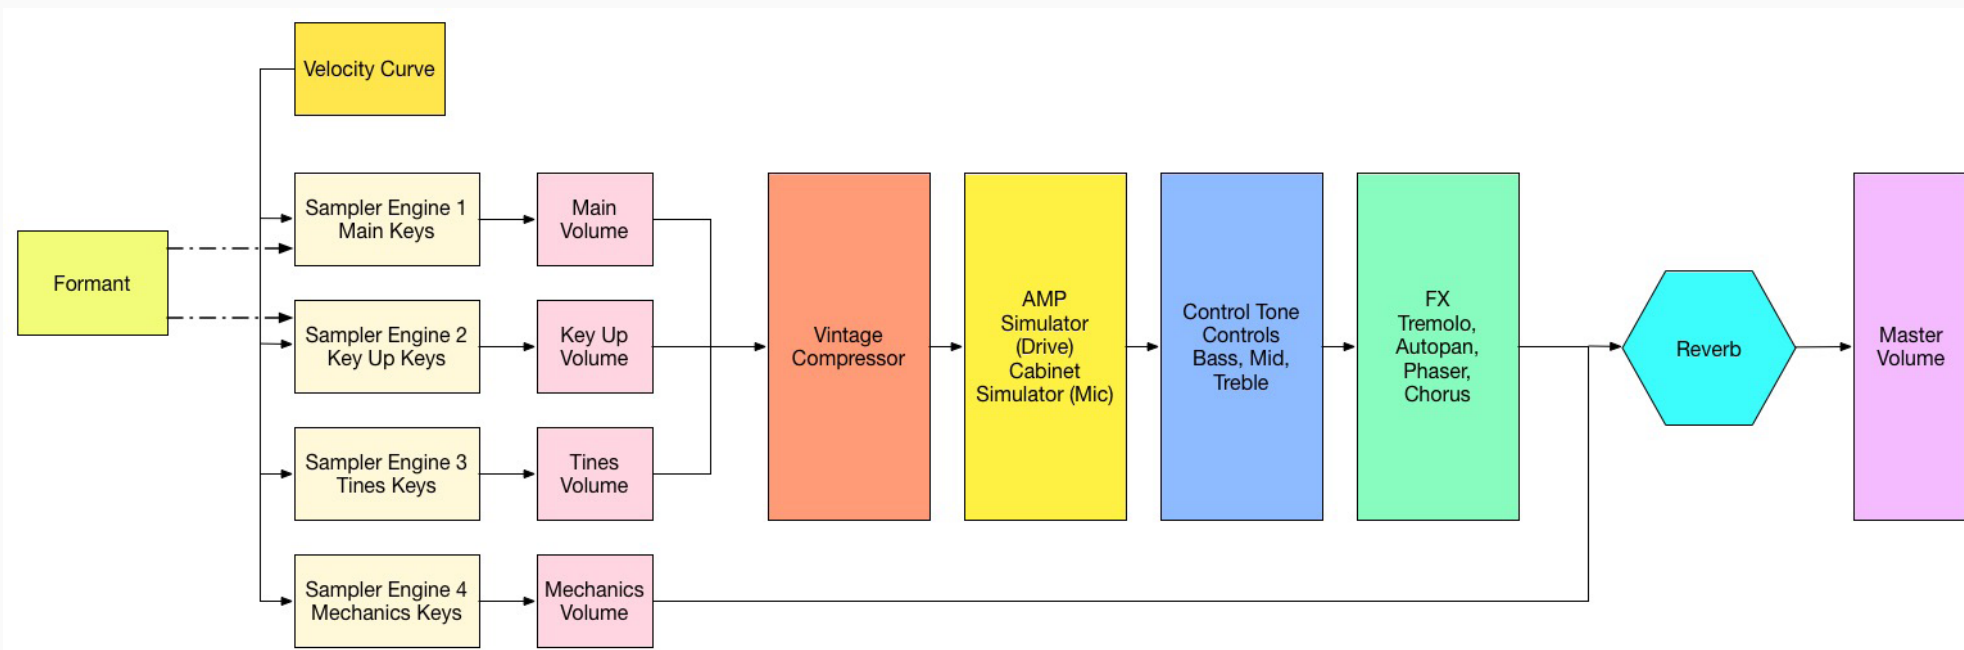 Velocity Curve
Formant
Sampler Engine 1
Main Keys
Main
Volume
Sampler Engine 2
Key Up Keys
Key Up
Volume
Sampler Engine 3
Tines Keys
Tines
Volume
Sampler Engine 4
Mechanics Keys
Mechanics
Volume
Vintage
Compressor
AMP
Simulator
(Drive)
Cabinet
Simulator (Mic)
Control Tone
Controls
Bass, Mid,
Treble
FX
Tremolo,
Autopan,
Phaser,
Chorus
Reverb
Master
Volume